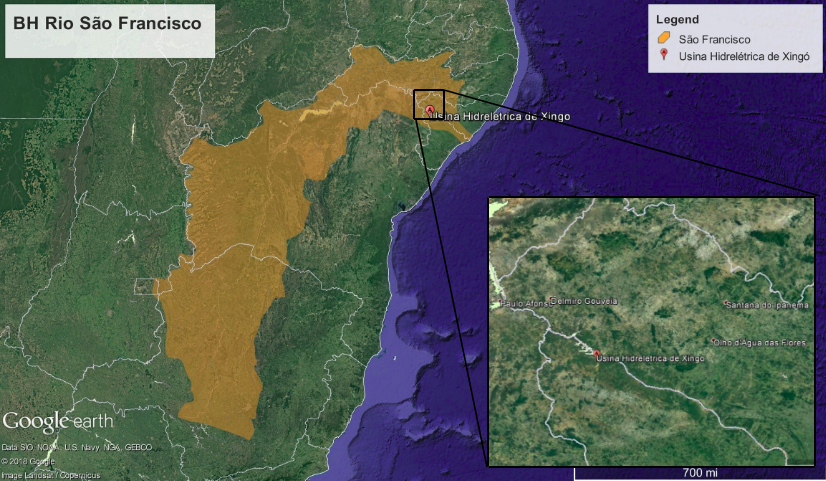 BH Rio São Francisco
Legend
São Francisco
Usina Hidrelétrica de Xingó
Usina Hidrelétrica de Xingo
Paulo Afonso
Delmiro Gouveia
Santana do Ipanema
Olho d'Água das Flores
Usina Hidrelétrica de Xingo
Google earth
Data SIO, NOAA, U.S. Navy, NGA, GEBCO
© 2018 Google
Image Landsat / Copernicus
700 mi